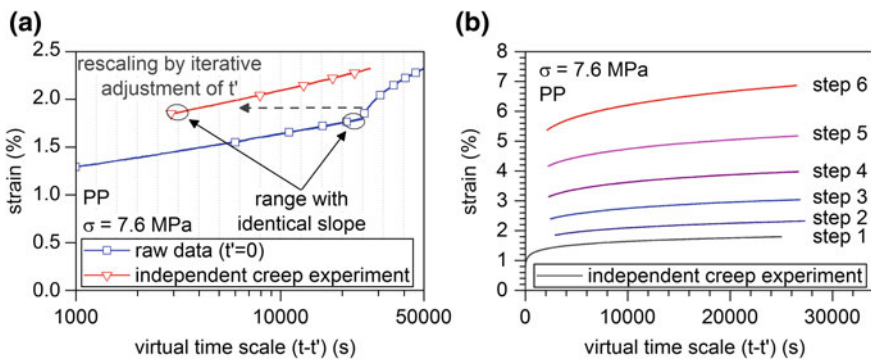 (a)
2.5
2.0
1.5
1.0
0.5
0.0
strain (%)
rescaling by iterative
adjustment of t'
PP
σ = 7.6 MPa
range with
identical slope
raw data (t'=0)
independent creep experiment
1000
10000
50000
virtual time scale (t-t') (s)
(b)
8
7
6
5
4
3
2
1
0
strain (%)
σ = 7.6 MPa
PP
step 6
step 5
step 4
step 3
step 2
step 1
independent creep experiment
0
10000
20000
30000
virtual time scale (t-t') (s)